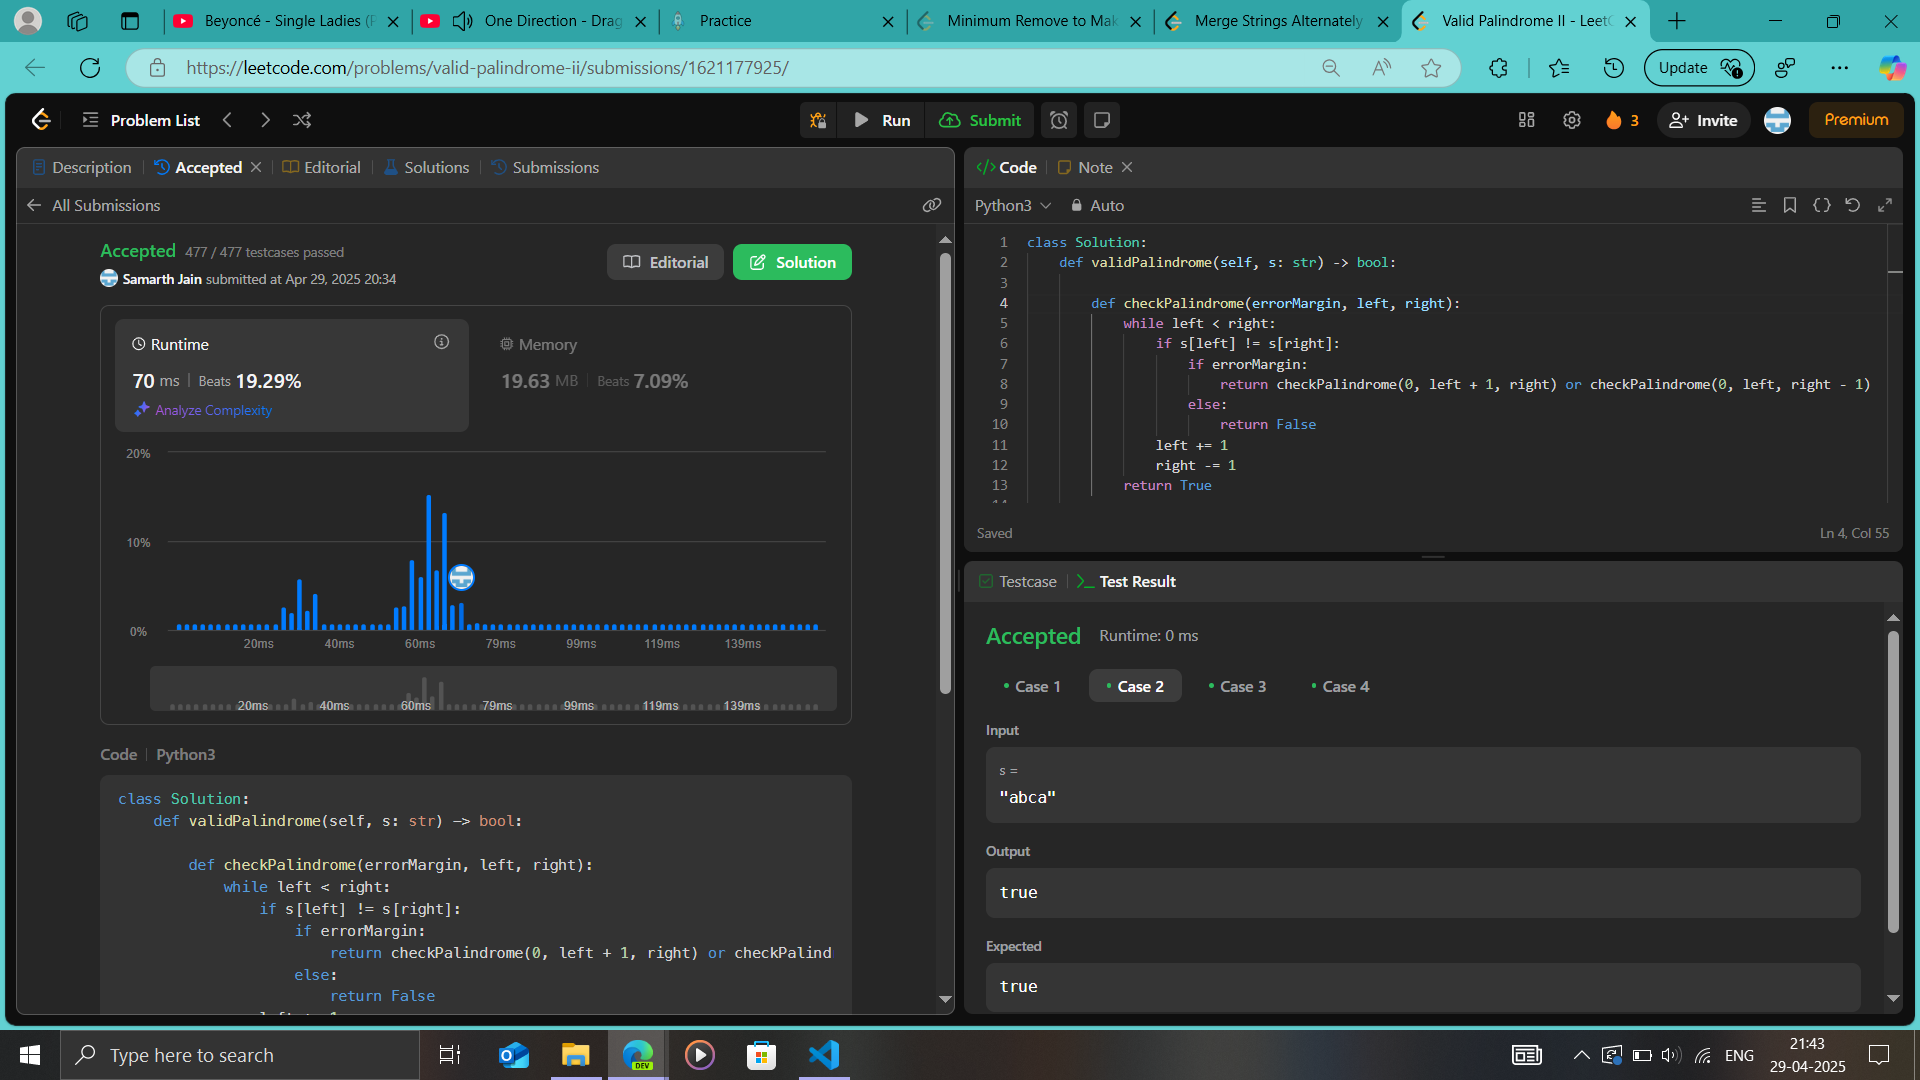 Beyoncé - Single Ladies (P
One Direction - Drag
Practice
Minimum Remove to Mak
Merge Strings Alternately
Valid Palindrome II - LeetC
https://leetcode.com/problems/valid-palindrome-ii/submissions/1621177925/
Update
Problem List
Run
Submit
3
Invite
Premium
Description
Accepted
Editorial
Solutions
Submissions
All Submissions
Accepted 477 / 477 testcases passed
Samarth Jain submitted at Apr 29, 2025 20:34
Editorial
Solution
Runtime
70 ms | Beats 19.29%
Analyze Complexity
Memory
19.63 MB | Beats 7.09%
20%
10%
0%
20ms 40ms 60ms 79ms 99ms 119ms 139ms
20ms 40ms 60ms 79ms 99ms 119ms 139ms
Code | Python3
class Solution:
def validPalindrome(self, s: str) -> bool:
def checkPalindrome(errorMargin, left, right):
while left < right:
if s[left] != s[right]:
if errorMargin:
return checkPalindrome(0, left + 1, right) or checkPalind
else:
return False
Code
Note
Python3
Auto
1 class Solution:
2 def validPalindrome(self, s: str) -> bool:
3
4 def checkPalindrome(errorMargin, left, right):
5 while left < right:
6 if s[left] != s[right]:
7 if errorMargin:
8 return checkPalindrome(0, left + 1, right) or checkPalindrome(0, left, right - 1)
9 else:
10 return False
11 left += 1
12 right -= 1
13 return True
Saved
Ln 4, Col 55
Testcase
Test Result
Accepted Runtime: 0 ms
Case 1
Case 2
Case 3
Case 4
Input
s =
"abca"
Output
true
Expected
true
Type here to search
DEV
ENG
21:43
29-04-2025